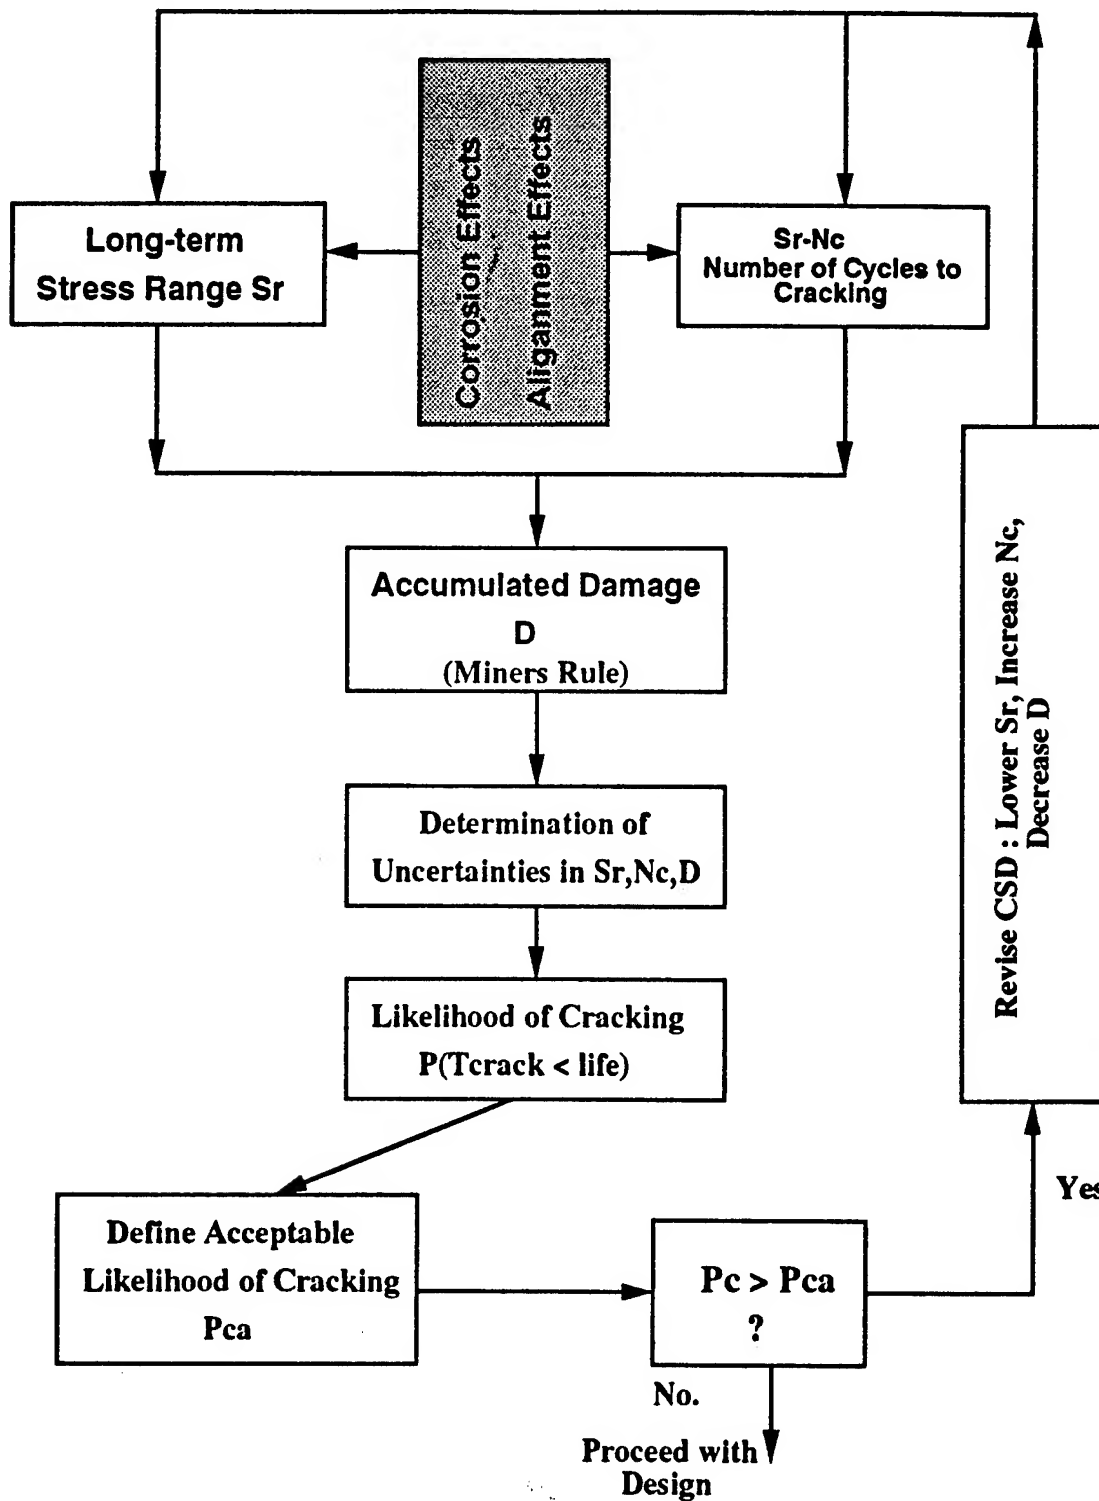 Corrosion Effects
Aliganment Effects
Long-term
Stress Range Sr
Sr-Nc
Number of Cycles to
Cracking
Accumulated Damage
D
(Miners Rule)
Determination of
Uncertainties in Sr,Nc,D
Likelihood of Cracking
P(Tcrack < life)
Define Acceptable
Likelihood of Cracking
Pca
Pc > Pca
?
No.
Proceed with
Design
Yes
Revise CSD : Lower Sr, Increase Nc,
Decrease D